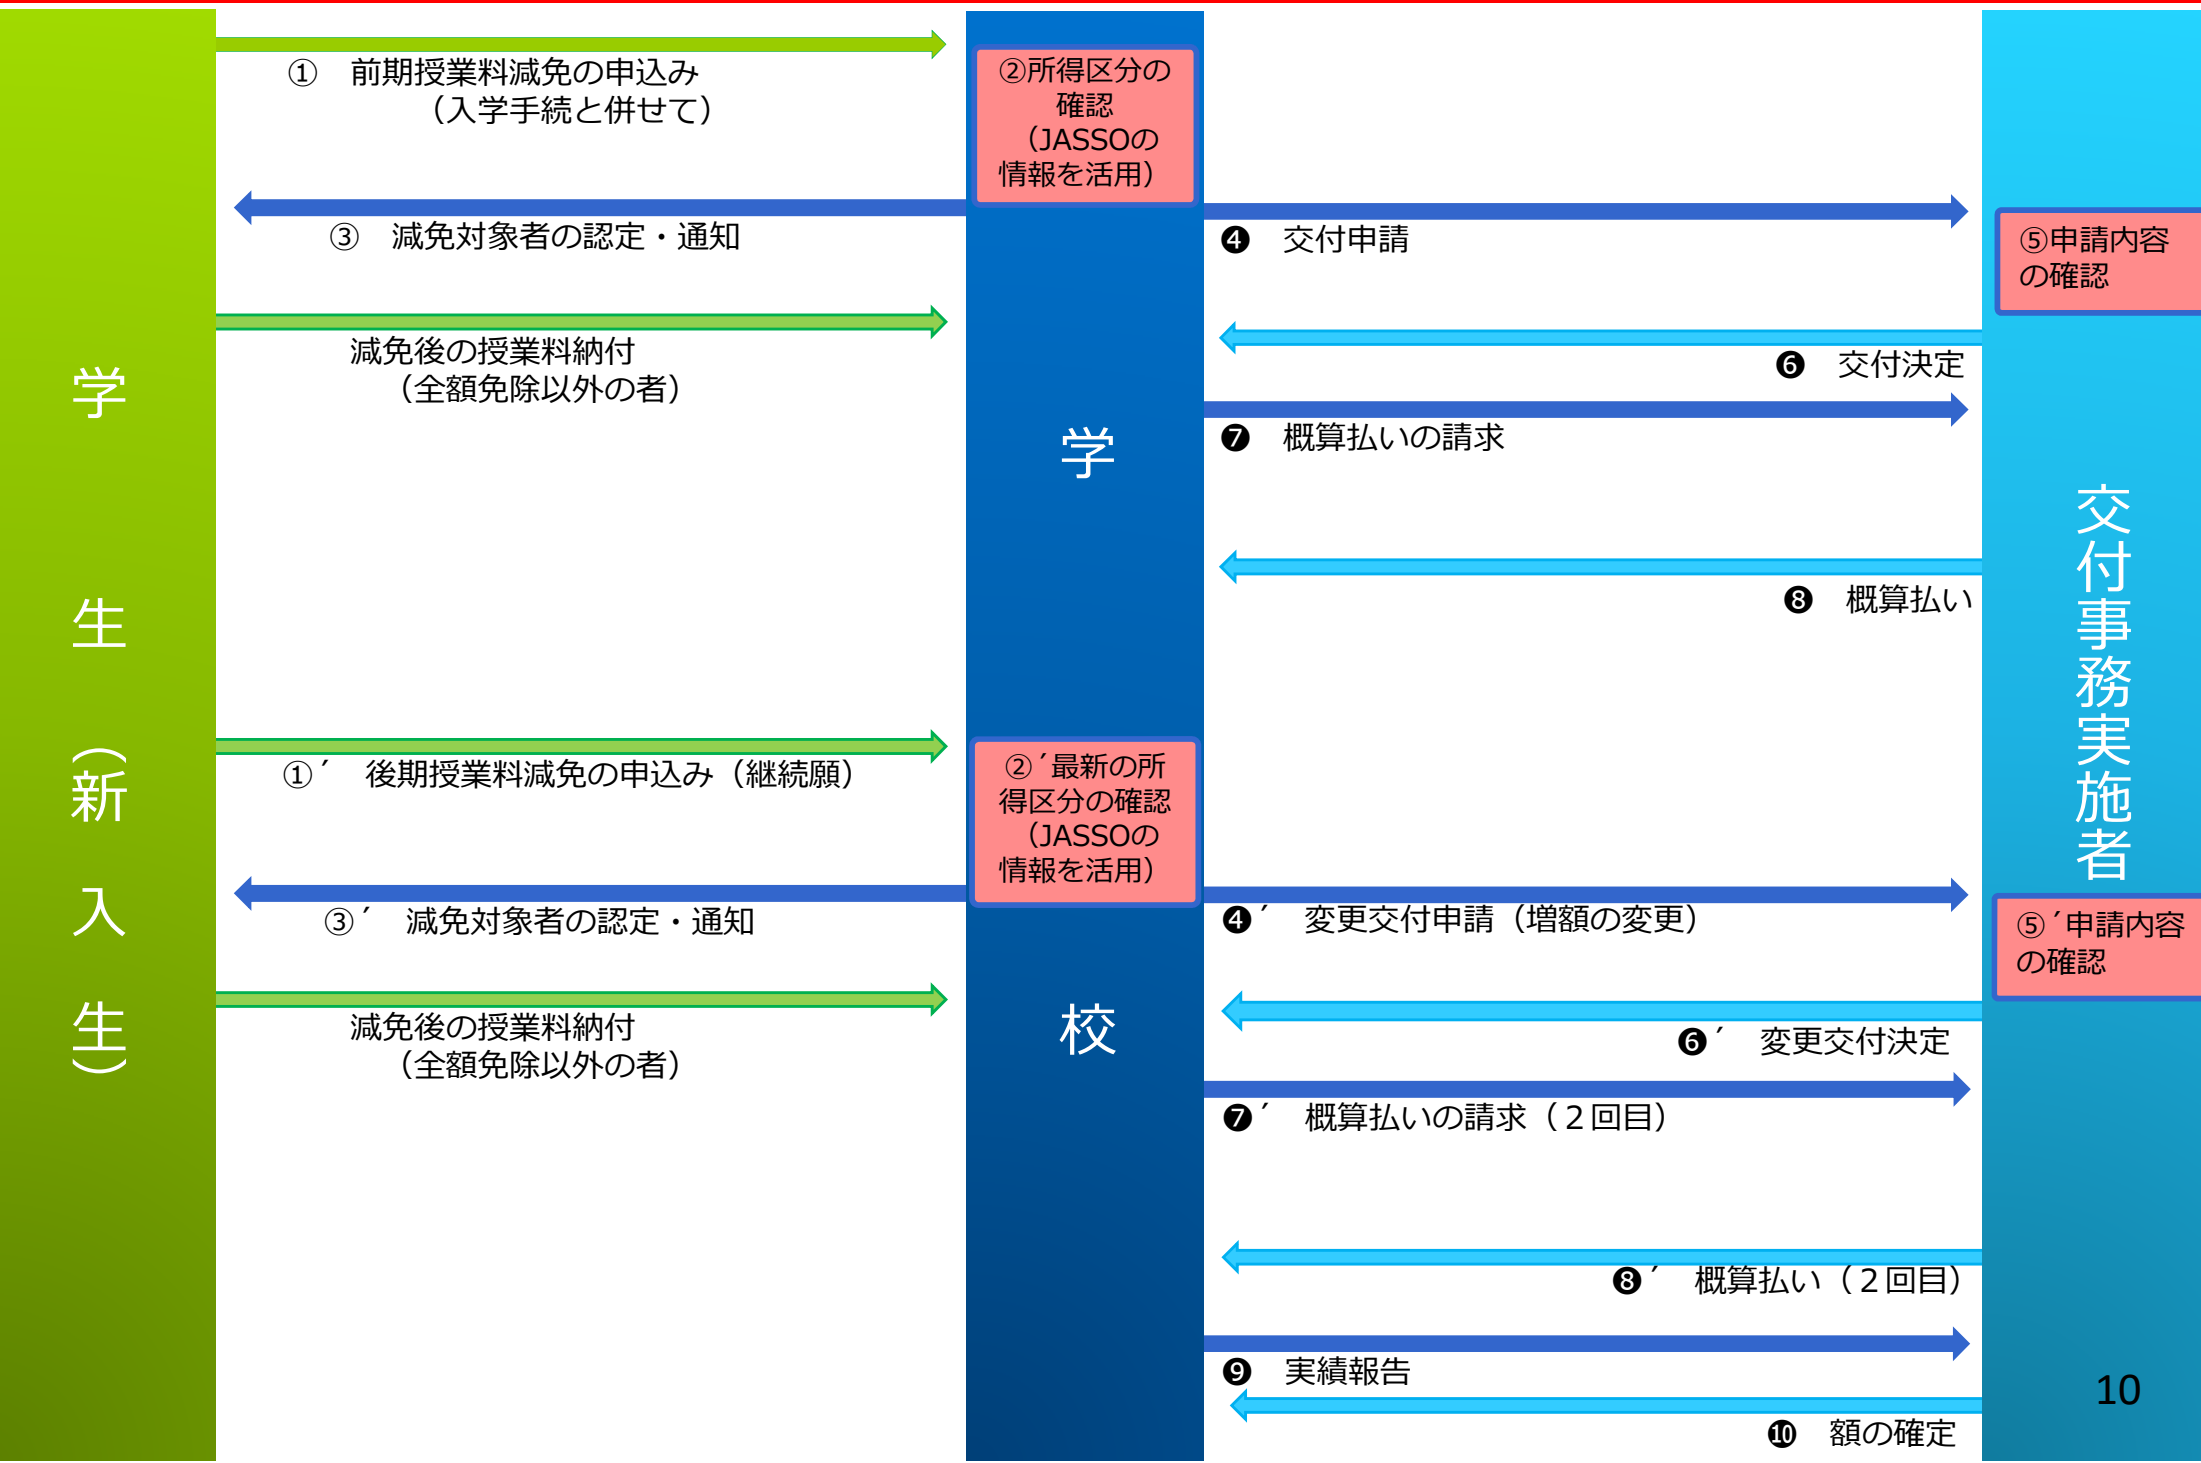 ① 前期授業料減免の申込み
（入学手続と併せて）
②所得区分の
確認
（JASSOの
情報を活用）
③ 減免対象者の認定・通知
❹ 交付申請
⑤申請内容
の確認
減免後の授業料納付
（全額免除以外の者）
❻ 交付決定
❼ 概算払いの請求
❽ 概算払い
①´ 後期授業料減免の申込み（継続願）
②´最新の所
得区分の確認
（JASSOの
情報を活用）
③´ 減免対象者の認定・通知
❹´ 変更交付申請（増額の変更）
⑤´申請内容
の確認
減免後の授業料納付
（全額免除以外の者）
❻´ 変更交付決定
❼´ 概算払いの請求（２回目）
❽´ 概算払い（２回目）
❾ 実績報告
❿ 額の確定
学生（新入生）
学校
交付事務実施者
10